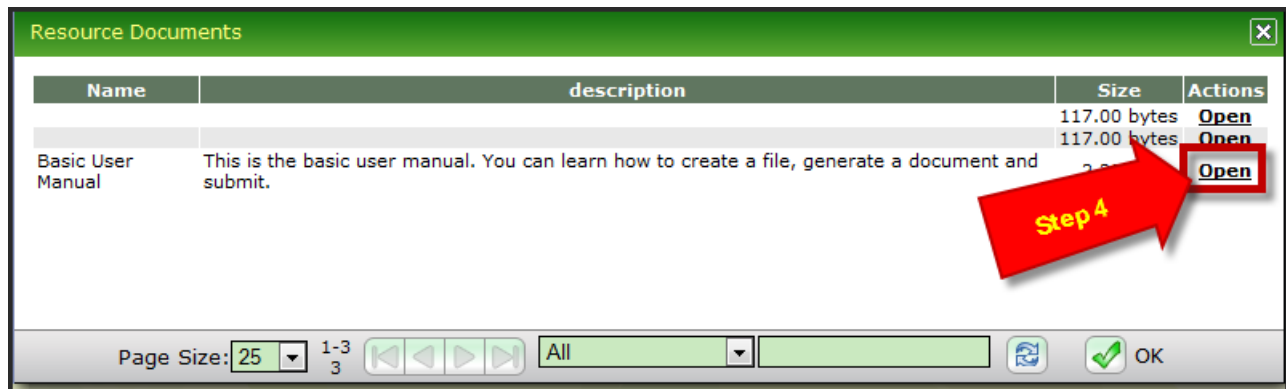 Resource Documents
Name description Size Actions
117.00 bytes Open
117.00 bytes Open
Basic User This is the basic user manual. You can learn how to create a file, generate a document and
Manual submit. Open
Step 4
Page Size: 25 1-3 All OK
3